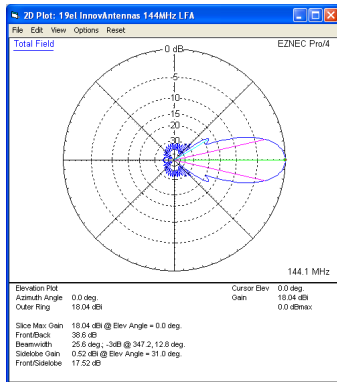 2D Plot: 19el InnovAntennas 144MHz LFA
File Edit View Options Reset
Total Field
EZNEC Pro/4
0 dB
-5
-10
-15
-20
-30
144.1 MHz
Elevation Plot
Azimuth Angle 0.0 deg.
Outer Ring 18.04 dBi
Cursor Elev 0.0 deg.
Gain 18.04 dBi
0.0 dBmax
Slice Max Gain 18.04 dBi @ Elev Angle = 0.0 deg.
Front/Back 38.6 dB
Beamwidth 25.6 deg.; -3dB @ 347.2, 12.8 deg.
Sidelobe Gain 0.52 dBi @ Elev Angle = 31.0 deg.
Front/Sidelobe 17.52 dB